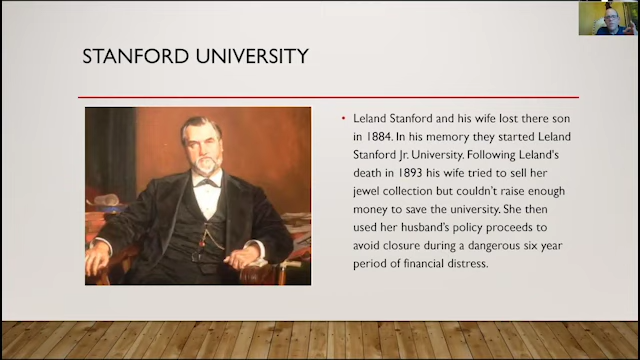 STANFORD UNIVERSITY
• Leland Stanford and his wife lost there son
in 1884. In his memory they started Leland
Stanford Jr. University. Following Leland's
death in 1893 his wife tried to sell her
jewel collection but couldn't raise enough
money to save the university. She then
used her husband's policy proceeds to
avoid closure during a dangerous six year
period of financial distress.